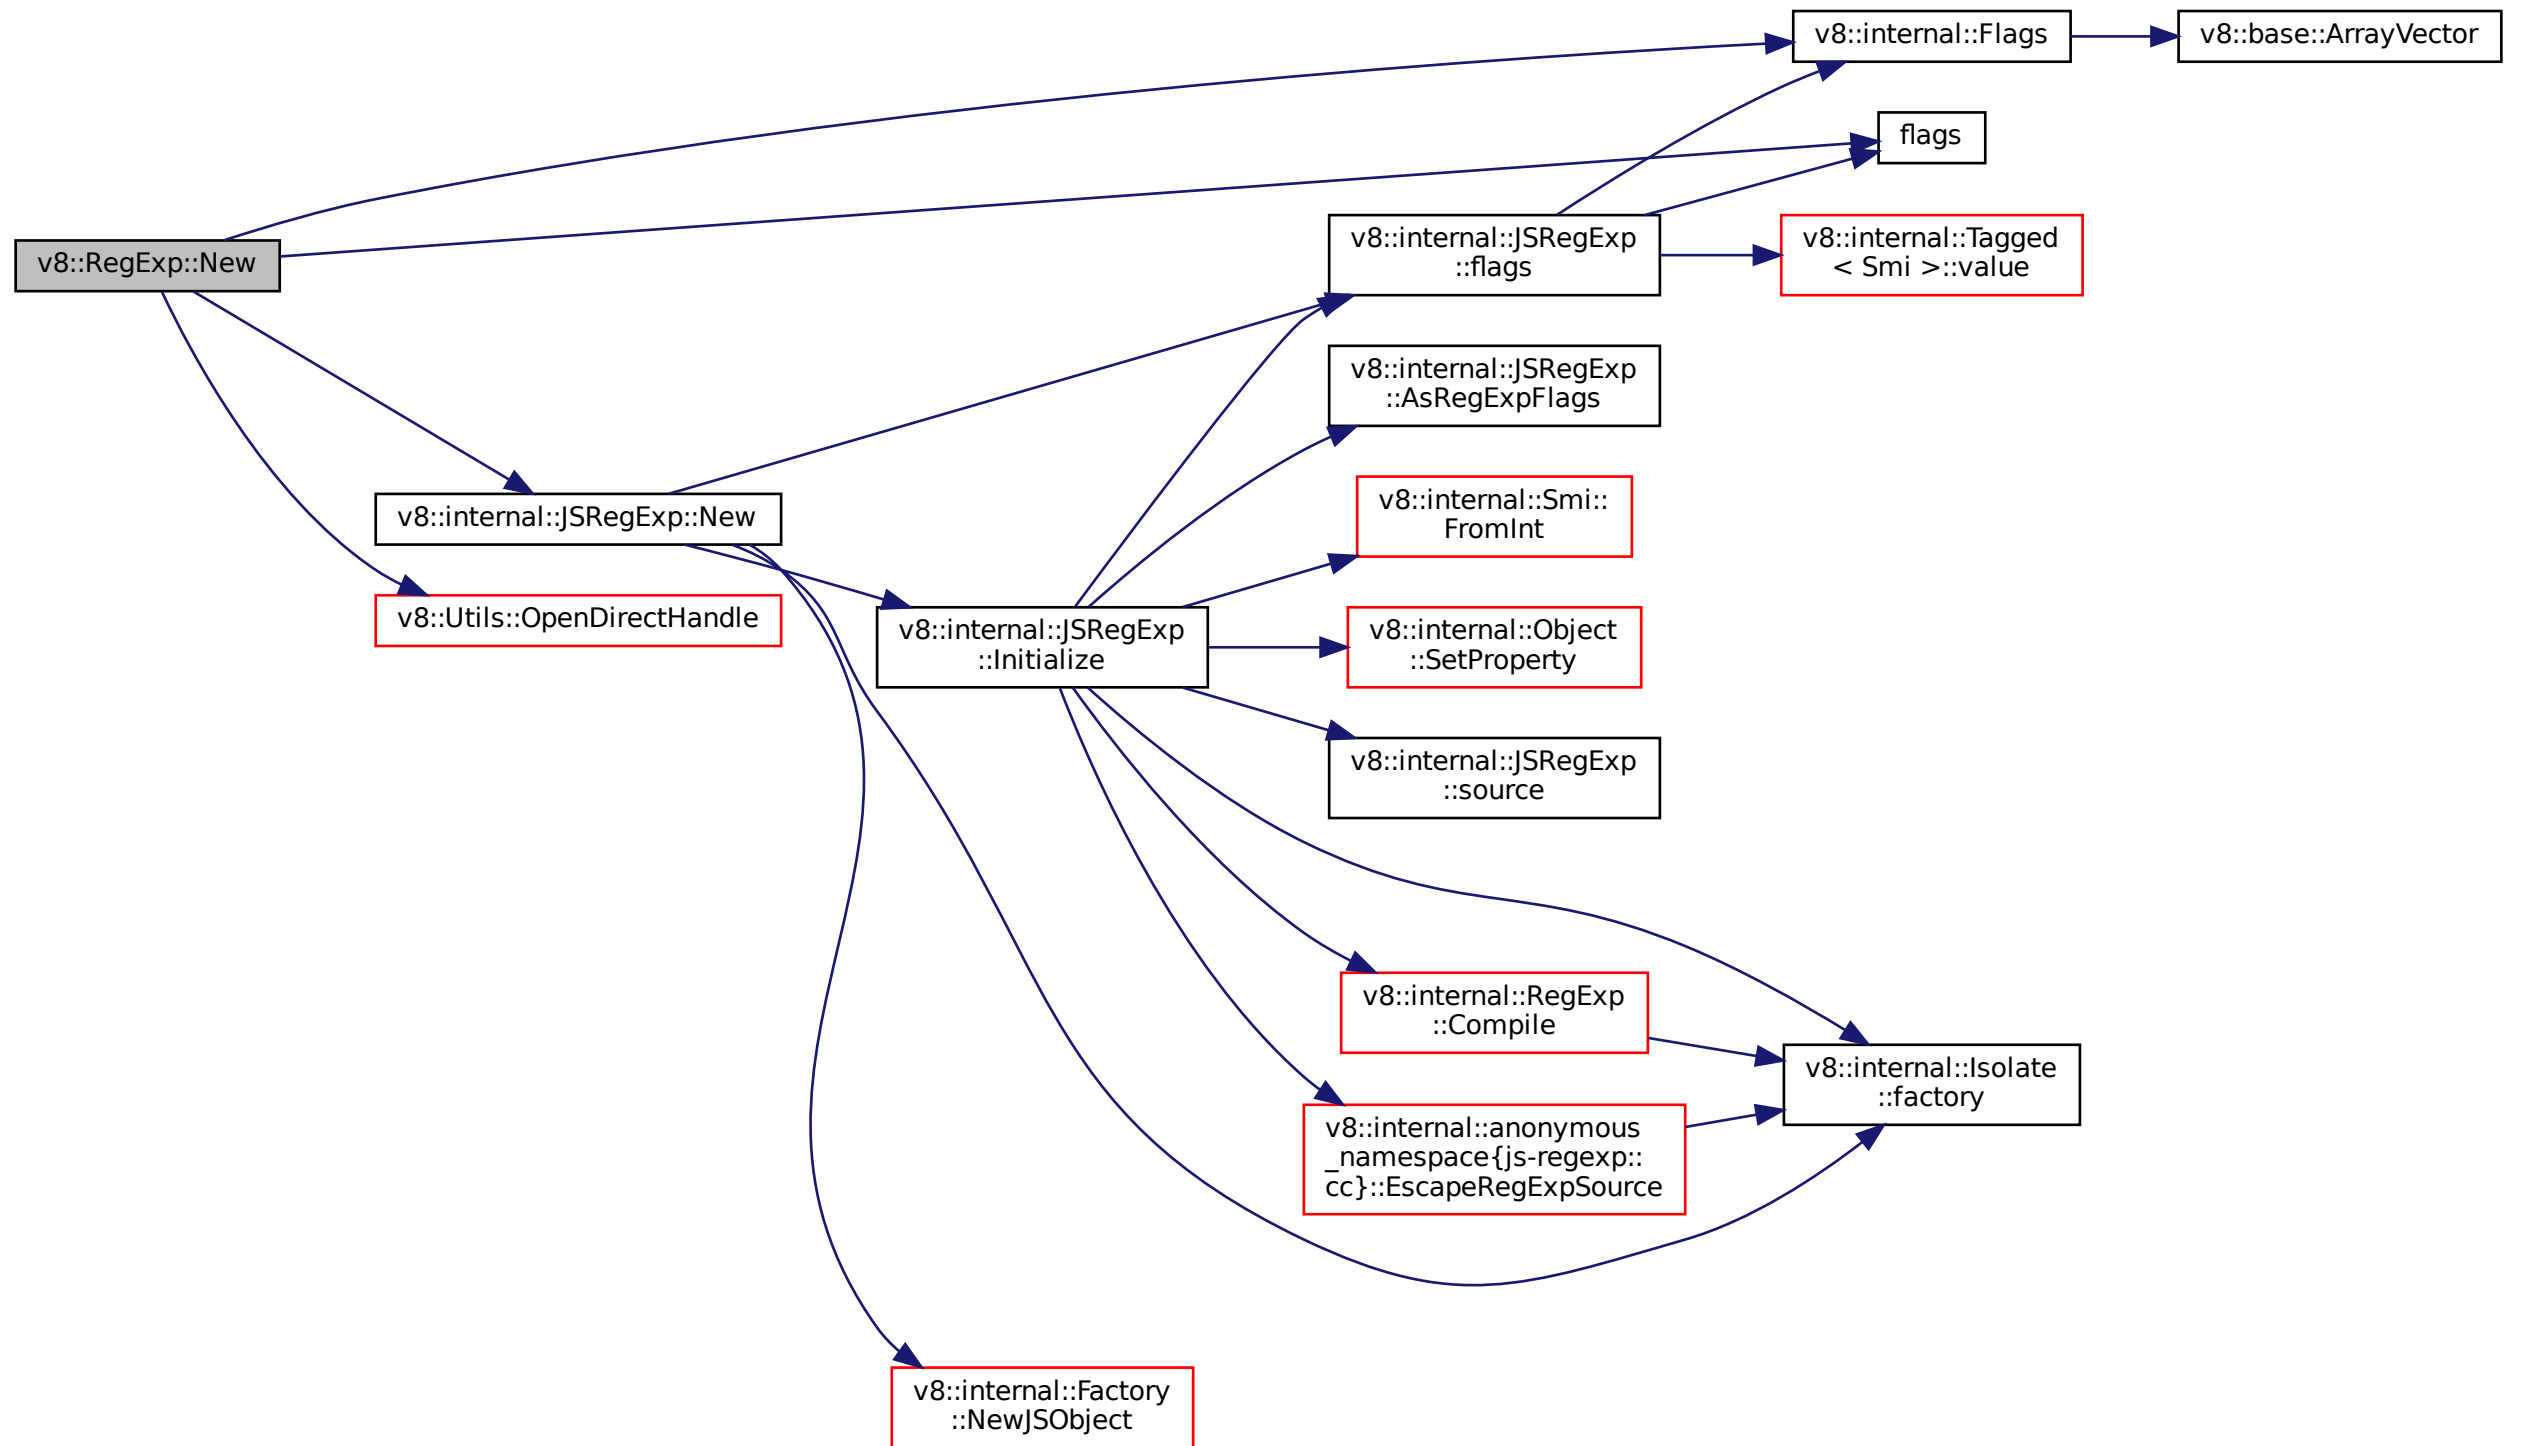 v8::internal::Flags
v8::base::ArrayVector
flags
v8::RegExp::New
v8::internal::JSRegExp
::flags
v8::internal::Tagged
< Smi >::value
v8::internal::JSRegExp
::AsRegExpFlags
v8::internal::JSRegExp::New
v8::internal::Smi::
FromInt
v8::Utils::OpenDirectHandle
v8::internal::JSRegExp
::Initialize
v8::internal::Object
::SetProperty
v8::internal::JSRegExp
::source
v8::internal::RegExp
::Compile
v8::internal::Isolate
::factory
v8::internal::anonymous
_namespace{js-regexp::
cc}::EscapeRegExpSource
v8::internal::Factory
::NewJSObject